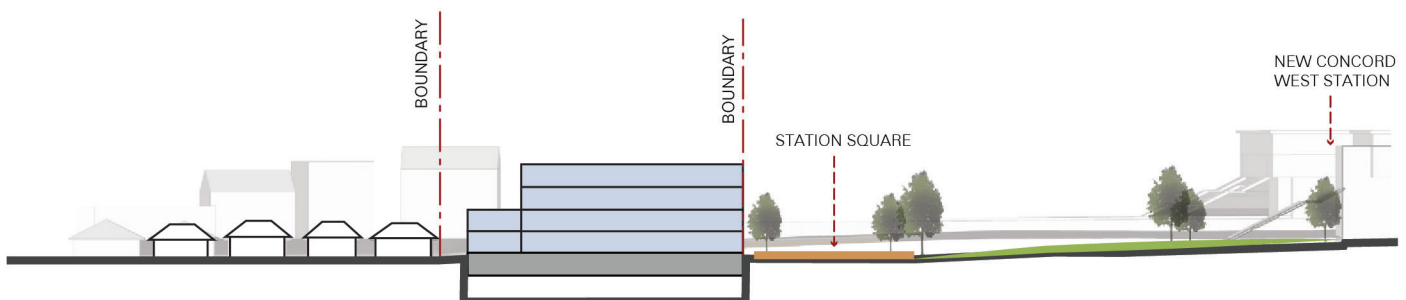 BOUNDARY
BOUNDARY
STATION SQUARE
NEW CONCORD
WEST STATION